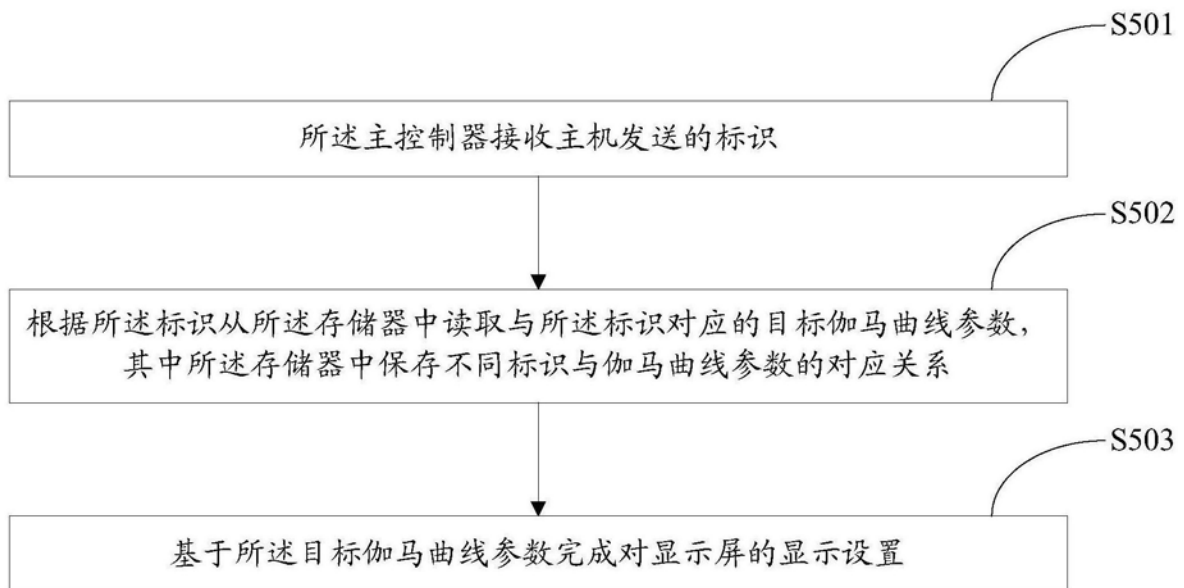 S501
所述主控制器接收主机发送的标识
S502
根据所述标识从所述存储器中读取与所述标识对应的目标伽马曲线参数，
其中所述存储器中保存不同标识与伽马曲线参数的对应关系
S503
基于所述目标伽马曲线参数完成对显示屏的显示设置